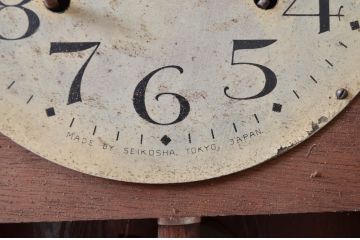 8 7 6 5 4
MADE BY SEIKOSHA. TOKYO, JAPAN.